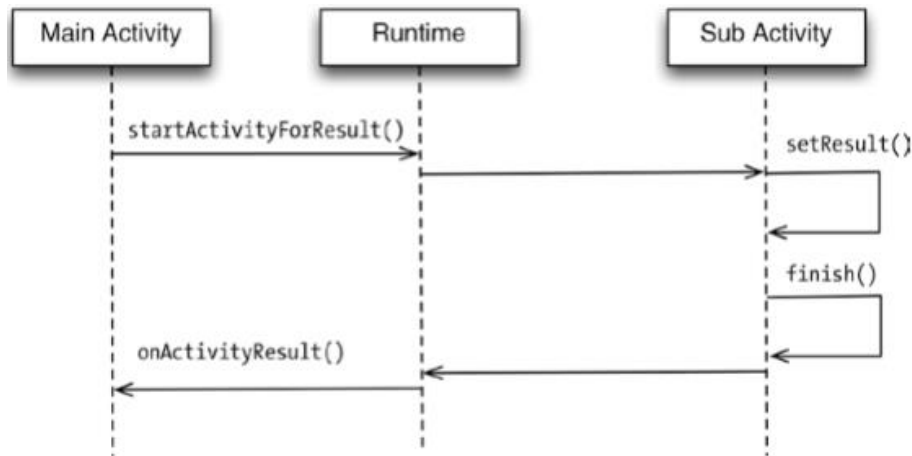 Main Activity
Runtime
Sub Activity
startActivityForResult()
setResult()
finish()
onActivityResult()